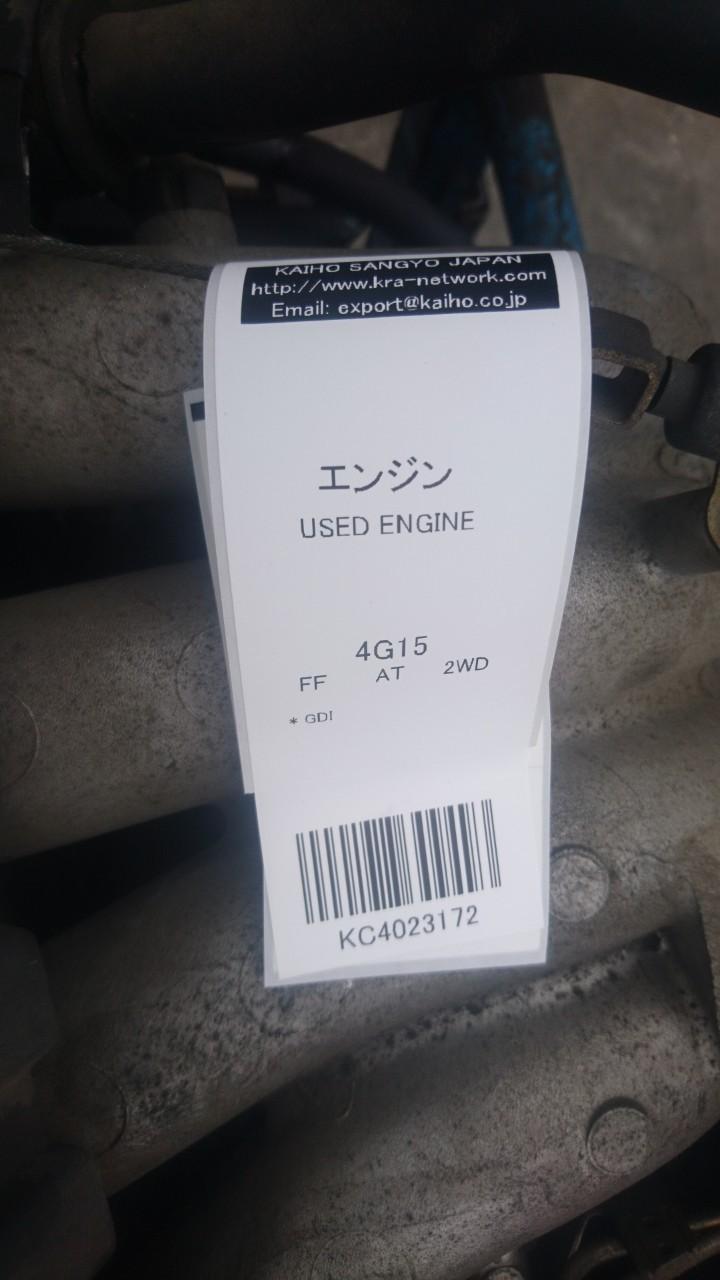 KAIHO SANGYO JAPAN
http://www.kra-network.com
Email: export@kaiho.co.jp
エンジン
USED ENGINE
4G15
FF AT 2WD
* GDI
KC4023172